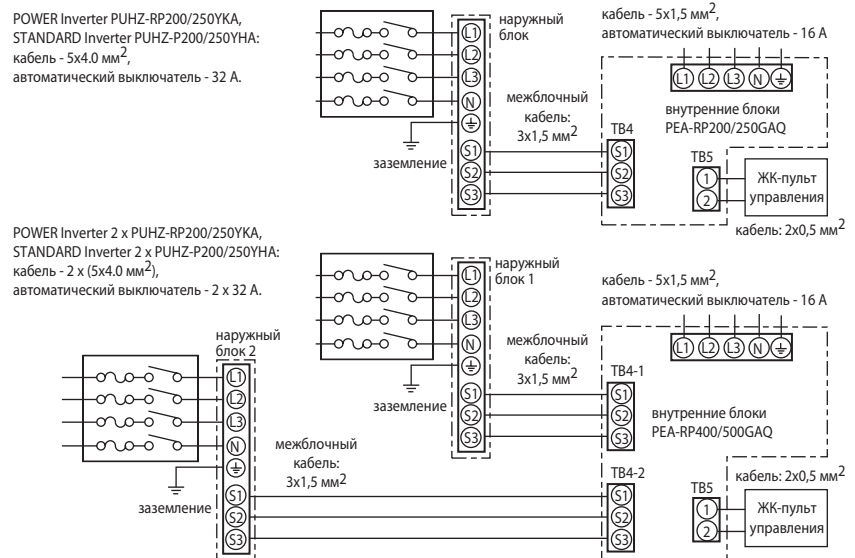 POWER Inverter PUHZ-RP200/250YKA,
STANDARD Inverter PUHZ-P200/250YHA:
кабель - 5x4.0 мм2,
автоматический выключатель - 32 А.
наружный
блок
L1
L2
L3
N
S1
S2
S3
заземление
межблочный
кабель:
3x1,5 мм2
кабель - 5x1,5 мм2,
автоматический выключатель - 16 А
L1 L2 L3 N
внутренние блоки
PEA-RP200/250GAQ
TB4
S1
S2
S3
TB5
1
2
ЖК-пульт
управления
кабель: 2x0,5 мм2
POWER Inverter 2 x PUHZ-RP200/250YKA,
STANDARD Inverter 2 x PUHZ-P200/250YHA:
кабель - 2 x (5x4.0 мм2),
автоматический выключатель - 2 x 32 А.
наружный
блок 1
L1
L2
L3
N
S1
S2
S3
заземление
межблочный
кабель:
3x1,5 мм2
кабель - 5x1,5 мм2,
автоматический выключатель - 16 А
L1 L2 L3 N
TB4-1
S1
S2
S3
внутренние блоки
PEA-RP400/500GAQ
наружный
блок 2
L1
L2
L3
N
S1
S2
S3
заземление
межблочный
кабель:
3x1,5 мм2
TB4-2
S1
S2
S3
TB5
1
2
кабель: 2x0,5 мм2
ЖК-пульт
управления